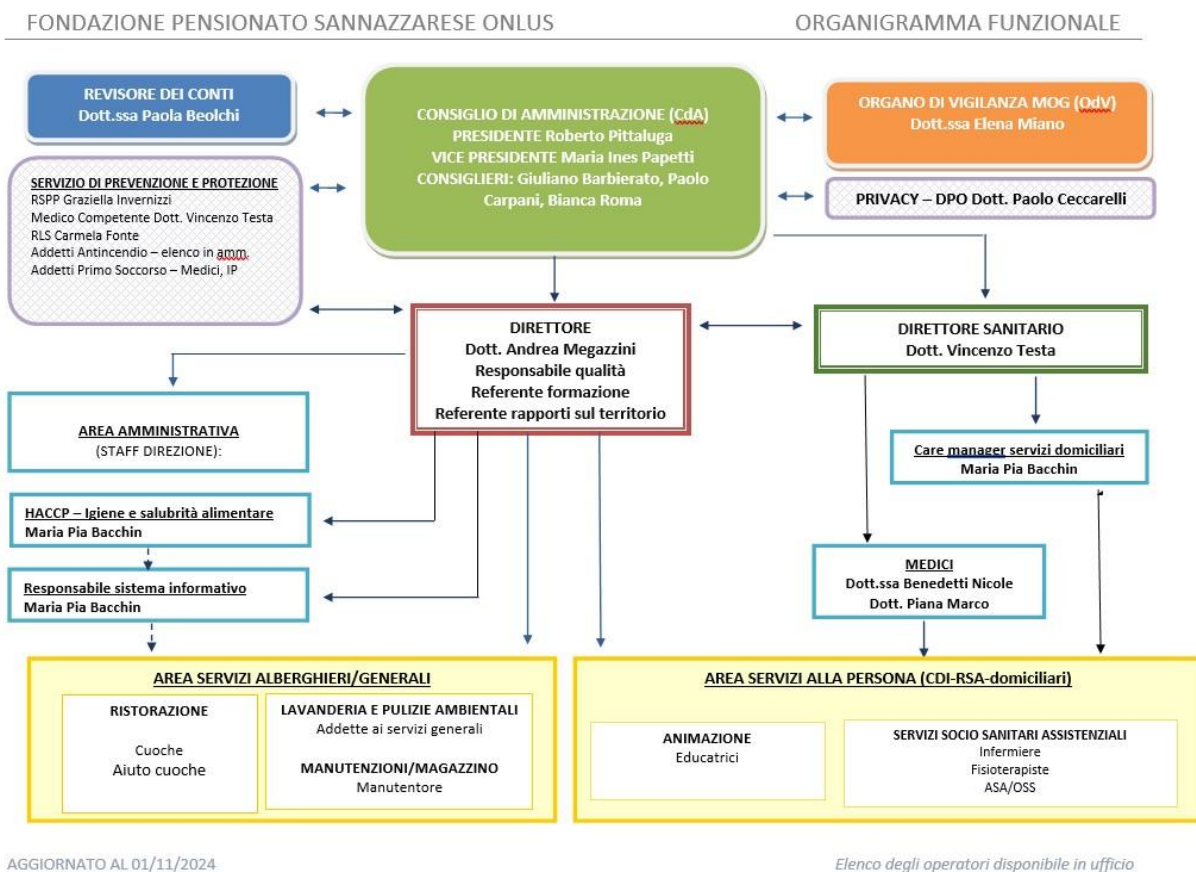 FONDAZIONE PENSIONATO SANNAZZARESE ONLUS
ORGANIGRAMMA FUNZIONALE
REVISORE DEI CONTI
Dott.ssa Paola Beolchi
CONSIGLIO DI AMMINISTRAZIONE (CdA)
PRESIDENTE Roberto Pittaluga
VICE PRESIDENTE Maria Ines Papetti
CONSIGLIERI: Giuliano Barbierato, Paolo
Carpani, Bianca Roma
ORGANO DI VIGILANZA MOG (OdV)
Dott.ssa Elena Miano
SERVIZIO DI PREVENZIONE E PROTEZIONE
RSPP Graziella Invernizzi
Medico Competente Dott. Vincenzo Testa
RLS Carmela Fonte
Addetti Antincendio – elenco in amm.
Addetti Primo Soccorso – Medici, IP
PRIVACY – DPO Dott. Paolo Ceccarelli
DIRETTORE
Dott. Andrea Megazzini
Responsabile qualità
Referente formazione
Referente rapporti sul territorio
DIRETTORE SANITARIO
Dott. Vincenzo Testa
AREA AMMINISTRATIVA
(STAFF DIREZIONE):
Care manager servizi domiciliari
Maria Pia Bacchin
HACCP – Igiene e salubrità alimentare
Maria Pia Bacchin
MEDICI
Dott.ssa Benedetti Nicole
Dott. Piana Marco
Responsabile sistema informativo
Maria Pia Bacchin
AREA SERVIZI ALBERGHIERI/GENERALI
RISTORAZIONE
Cuoche
Aiuto cuoche
LAVANDERIA E PULIZIE AMBIENTALI
Addette ai servizi generali
MANUTENZIONI/MAGAZZINO
Manutentore
AREA SERVIZI ALLA PERSONA (CDI-RSA-domiciliari)
ANIMAZIONE
Educatrici
SERVIZI SOCIO SANITARI ASSISTENZIALI
Infermiere
Fisioterapiste
ASA/OSS
AGGIORNATO AL 01/11/2024
Elenco degli operatori disponibile in ufficio